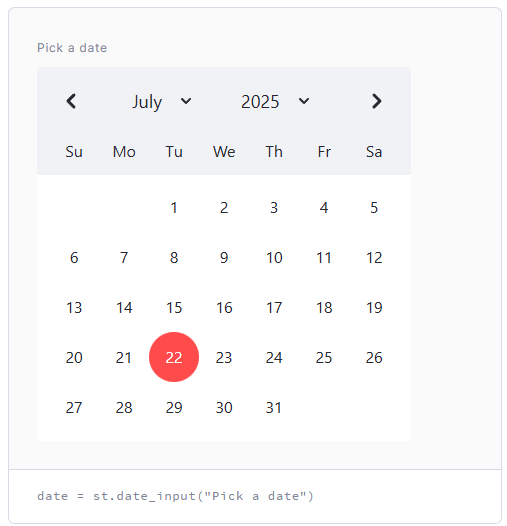 Pick a date
July 2025
Su Mo Tu We Th Fr Sa
1 2 3 4 5
6 7 8 9 10 11 12
13 14 15 16 17 18 19
20 21 22 23 24 25 26
27 28 29 30 31
date = st.date_input("Pick a date")